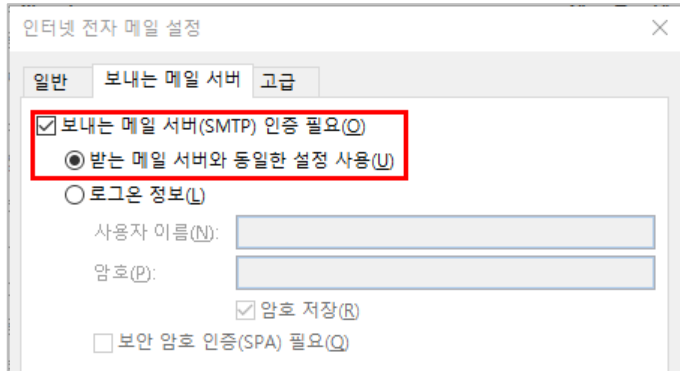 인터넷 전자 메일 설정
일반 보내는 메일 서버 고급
보내는 메일 서버(SMTP) 인증 필요(O)
받는 메일 서버와 동일한 설정 사용(U)
로그온 정보(L)
사용자 이름(N):
암호(P):
암호 저장(R)
보안 암호 인증(SPA) 필요(Q)